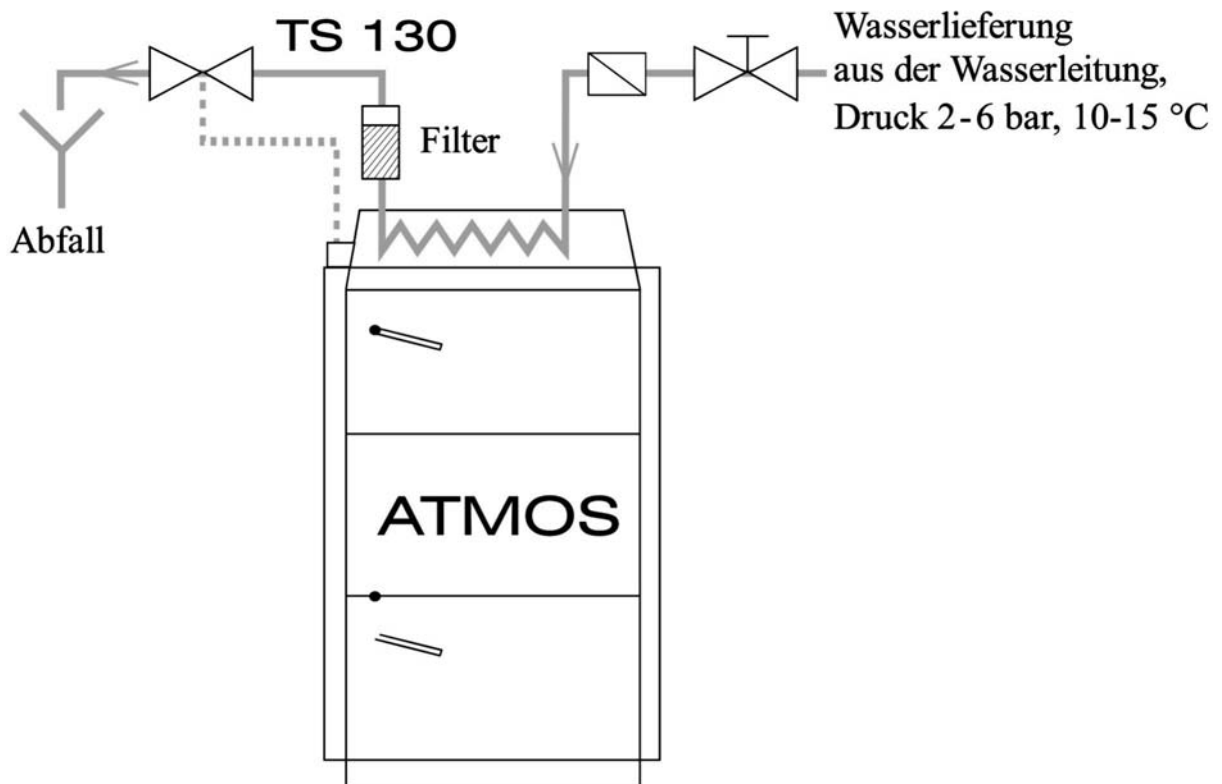 TS 130
Wasserlieferung
aus der Wasserleitung,
Druck 2-6 bar, 10-15 °C
Filter
Abfall
ATMOS